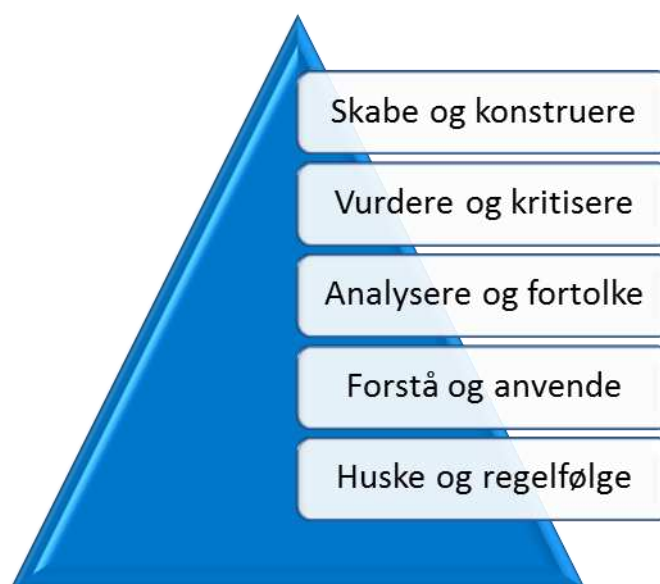 Skabe og konstruere
Vurdere og kritisere
Analysere og fortolke
Forstå og anvende
Huske og regelfølge